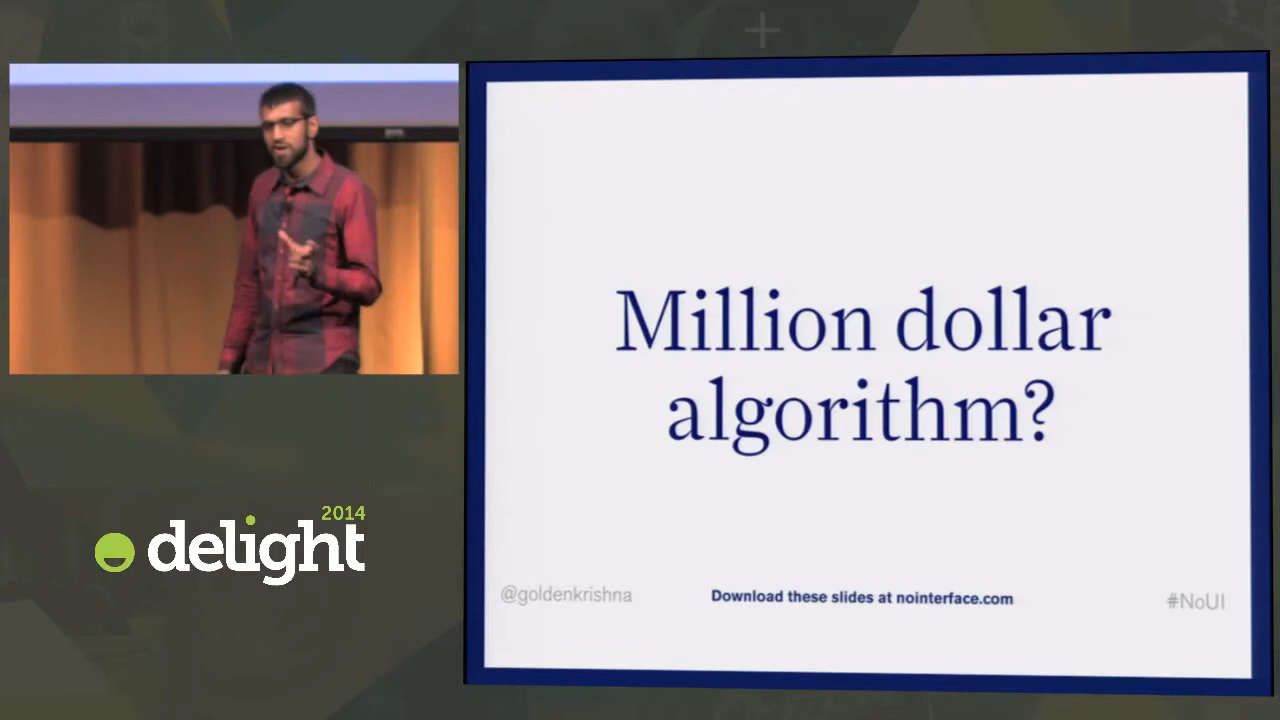 Million dollar
algorithm?
@goldenkrishna
Download these slides at nointerface.com
#NoUI
2014
delight